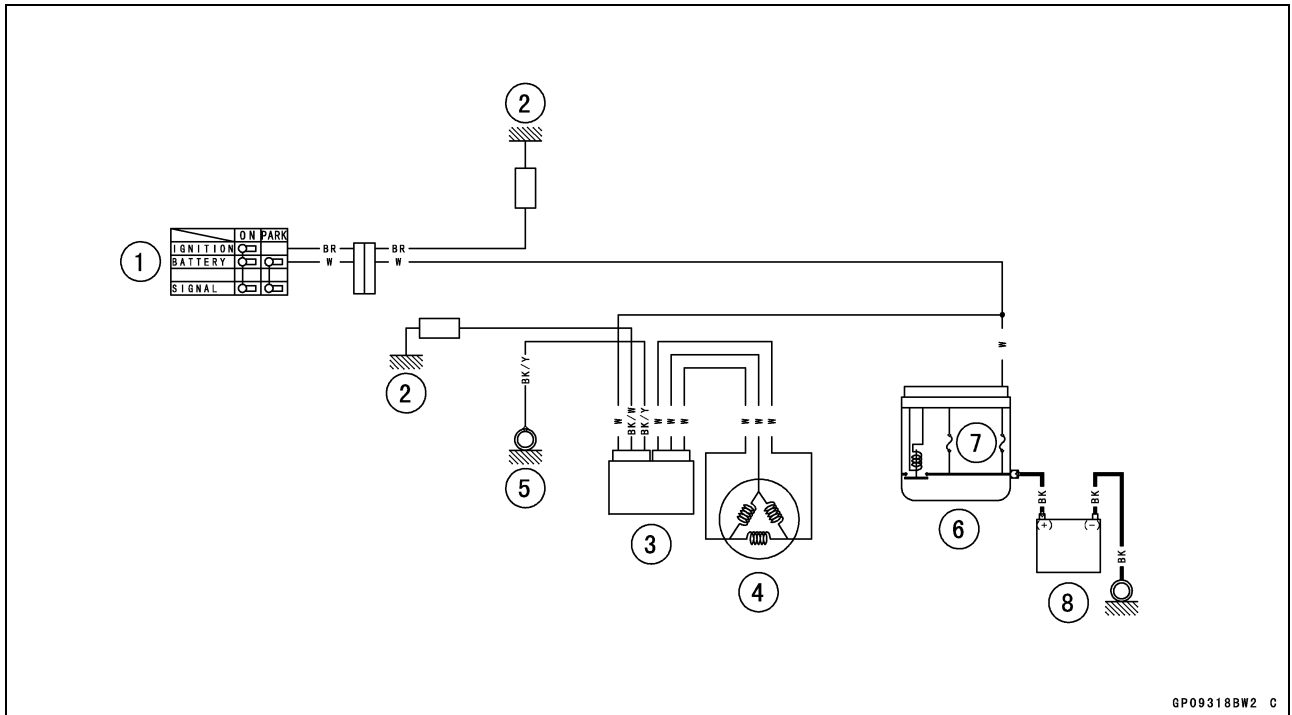 2
ON PARK
IGNITION
BATTERY
SIGNAL
1
BR BR
W W
W
2
BK/Y
5
W BK/W BK/Y W W W
W W W
3
4
7
6
BK BK
(+) (-)
BK
8
GP09318BW2 C